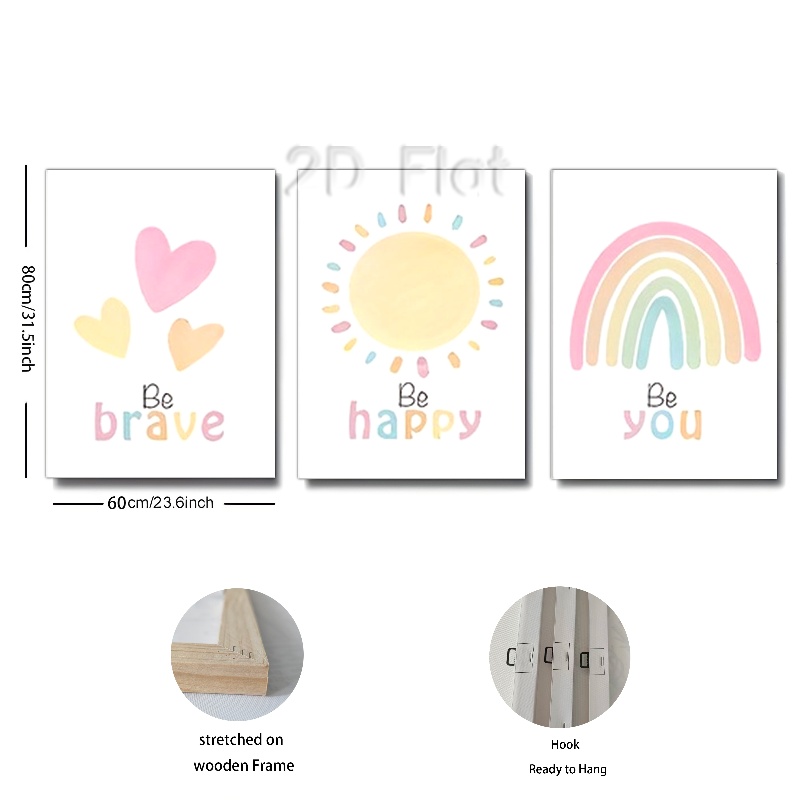 2D Flat
80cm/31.5inch
Be
brave
Be
happy
Be
you
60cm/23.6inch
stretched on
wooden Frame
Hook
Ready to Hang